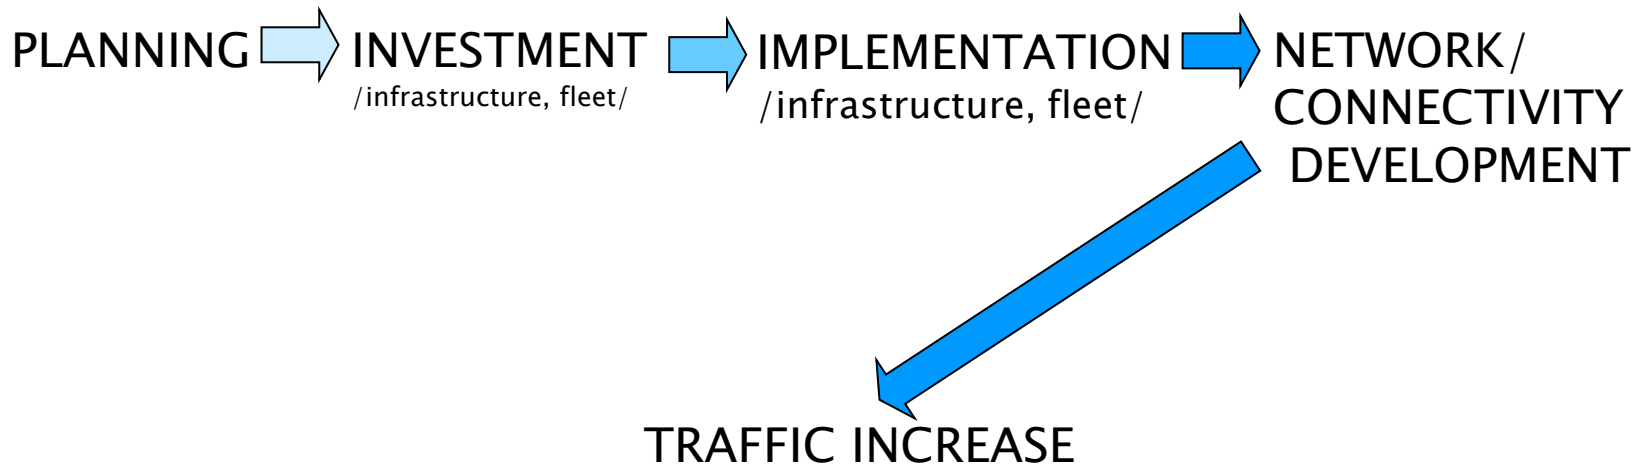 PLANNING
INVESTMENT
/infrastructure, fleet/
IMPLEMENTATION
/infrastructure, fleet/
NETWORK/
CONNECTIVITY
DEVELOPMENT
TRAFFIC INCREASE